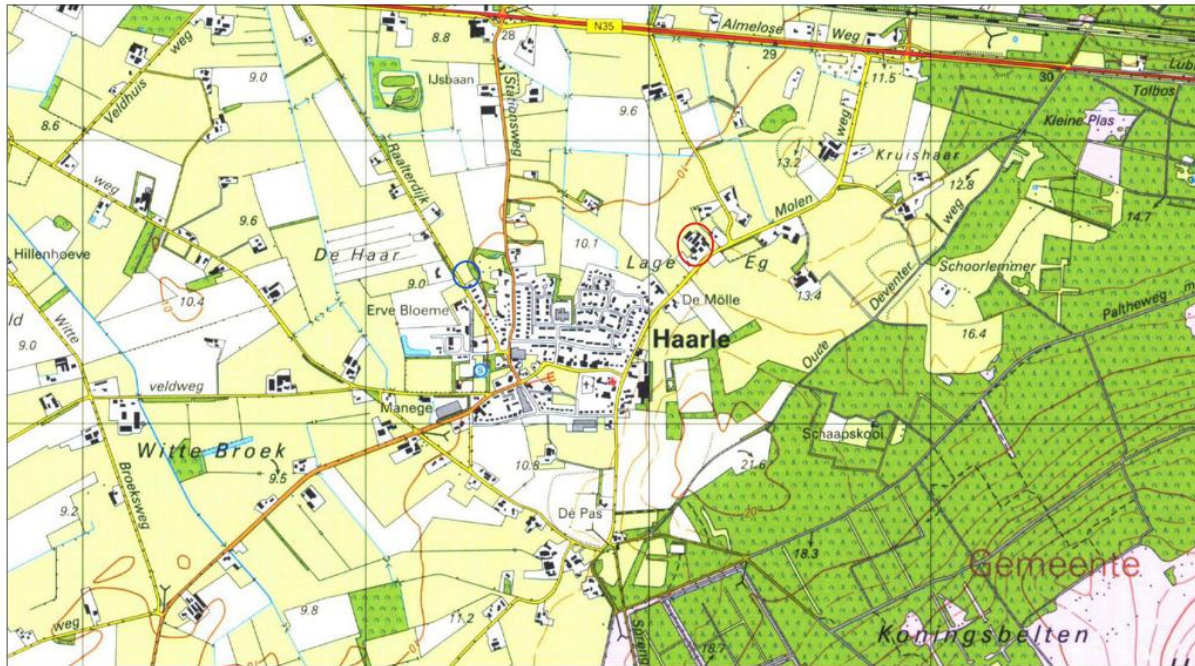 weg
Veldhuis
8.8
28
N35
Almelose Weg
29
11.5
30
Lub
Tolbos
9.0
IJsbaan
Stationsweg
9.6
8.6
Kleine Plas
Raalterdijk
13.2
weg
Kruishaar
12.8
weg
9.6
10.1
Molen
14.7
Hillenhoeve
De Haar
Lage Eg
weg
Schoorlemmer
10.4
9.0
13.4
Deventer
Paltheweg
De Mölle
Erve Bloeme
ld
Witte
16.4
9.0
Haarle
Oude
S
veldweg
Manege
Witte Broek
Schaapskooi
10.8
21.6
9.5
Broeksweg
9.2
De Pas
20
18.3
Gemeente
9.8
11.2
weg
Koningsbelten
18.7